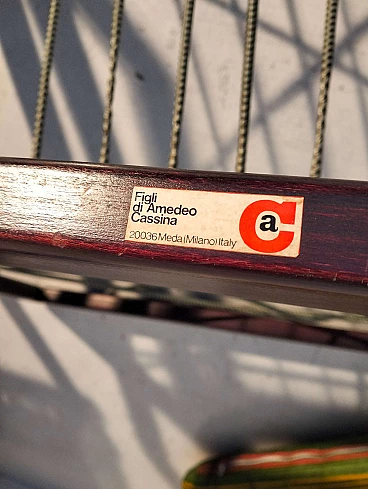 Figli
di Amedeo
Cassina
20036 Meda (Milano) Italy
Ca